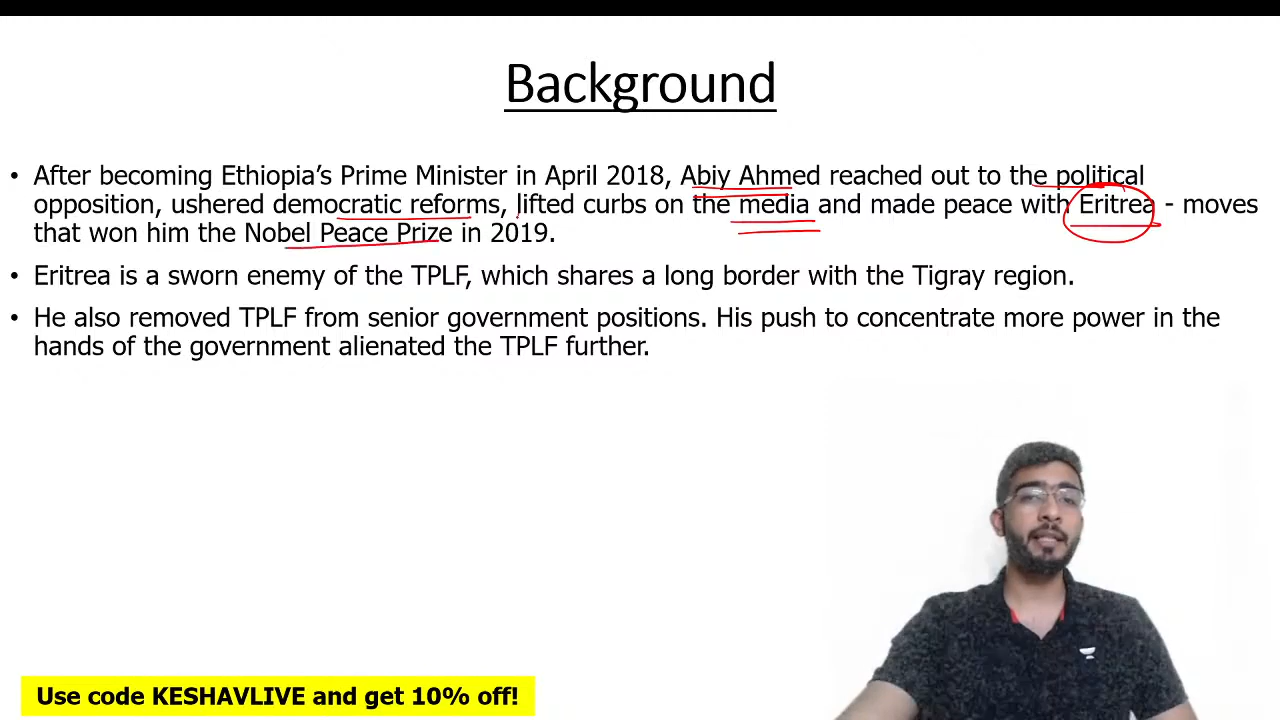 Background
• After becoming Ethiopia's Prime Minister in April 2018, Abiy Ahmed reached out to the political
opposition, ushered democratic reforms, lifted curbs on the media and made peace with Eritrea - moves
that won him the Nobel Peace Prize in 2019.
• Eritrea is a sworn enemy of the TPLF, which shares a long border with the Tigray region.
• He also removed TPLF from senior government positions. His push to concentrate more power in the
hands of the government alienated the TPLF further.
Use code KESHAVLIVE and get 10% off!